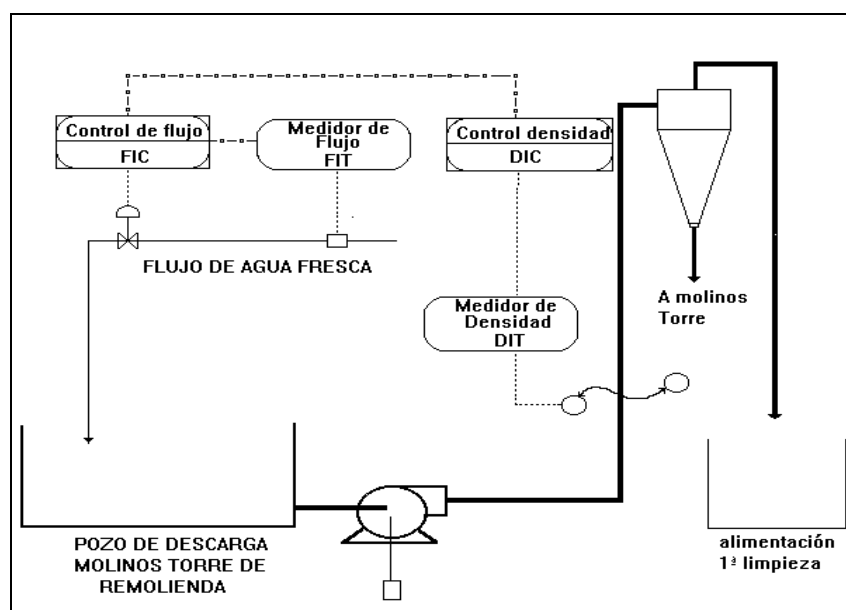 Control de flujo
FIC
Medidor de
Flujo
FIT
Control densidad
DIC
FLUJO DE AGUA FRESCA
Medidor de
Densidad
DIT
A molinos
Torre
POZO DE DESCARGA
MOLINOS TORRE DE
REMOLIENDA
alimentación
1ª limpieza